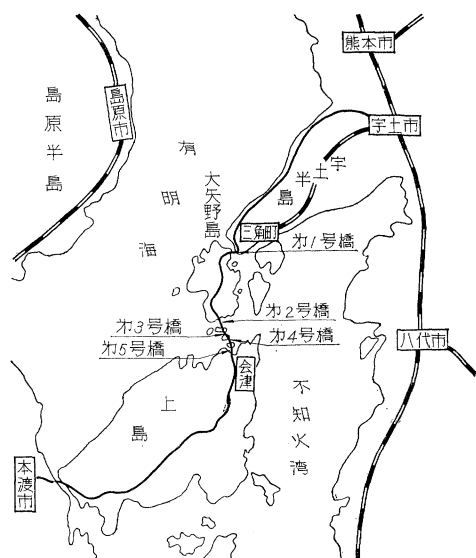 熊本市
島原市
島原半島
宇土市
有明海
大矢野島
宇土半島
三角町
第1号橋
第2号橋
第3号橋
第4号橋
第5号橋
八代市
会津
不知火湾
上島
本渡市